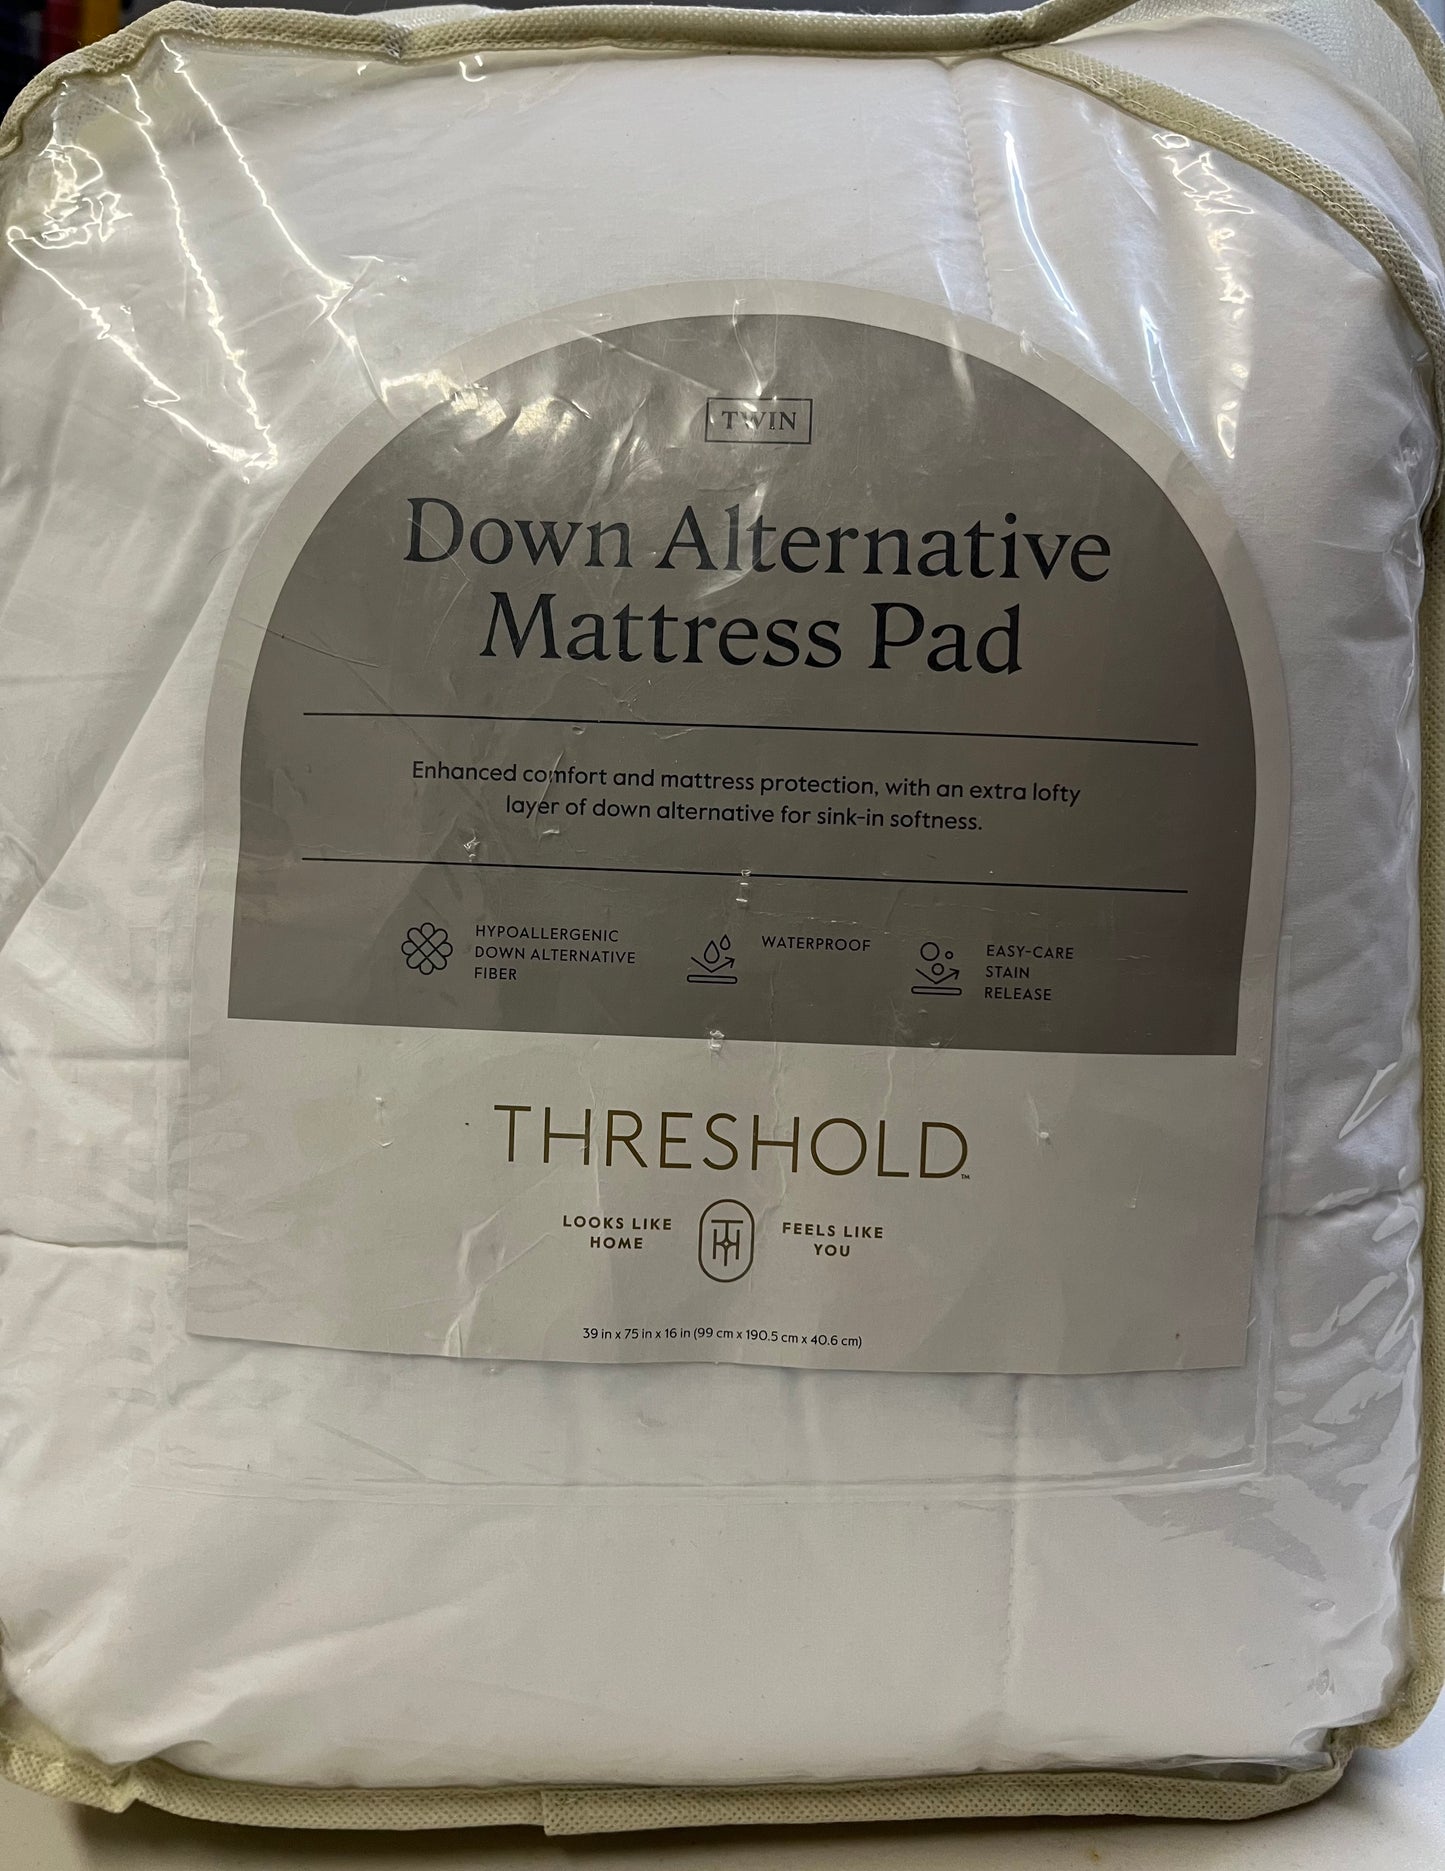 TWIN
Down Alternative
Mattress Pad
Enhanced comfort and mattress protection, with an extra lofty
layer of down alternative for sink-in softness.
HYPOALLERGENIC
DOWN ALTERNATIVE
FIBER
WATERPROOF
EASY-CARE
STAIN
RELEASE
THRESHOLD™
LOOKS LIKE
HOME
TH
FEELS LIKE
YOU
39 in x 75 in x 16 in (99 cm x 190.5 cm x 40.6 cm)